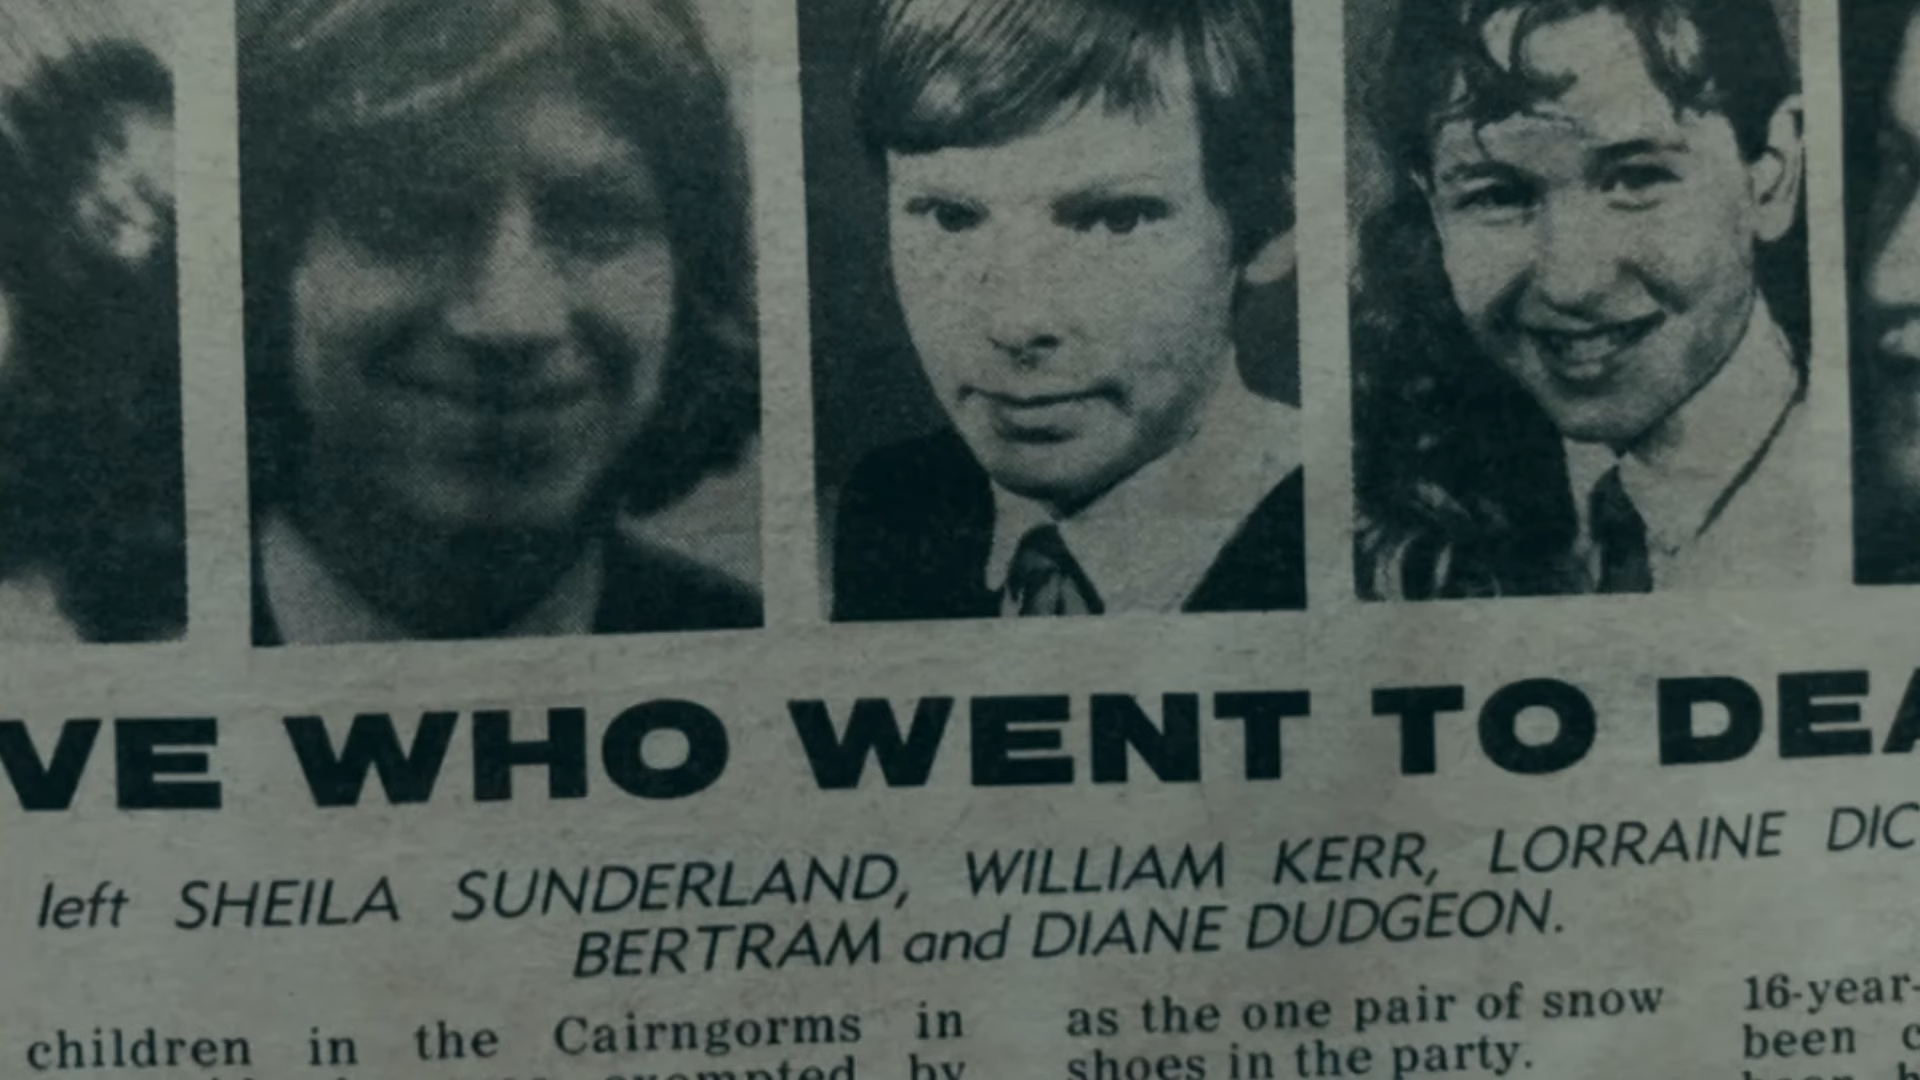 VE WHO WENT TO DEA
left SHEILA SUNDERLAND, WILLIAM KERR, LORRAINE DIC
BERTRAM and DIANE DUDGEON.
children in the Cairngorms in
by
as the one pair of snow
shoes in the party.
16-year-
been c